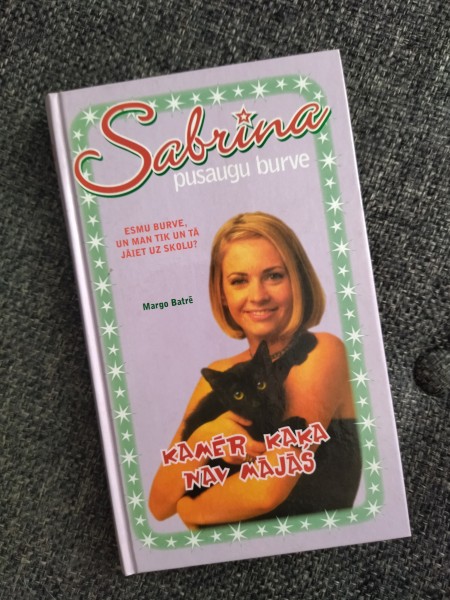 Sabrina
pusaugu burve
ESMU BURVE,
UN MAN TIK UN TĀ
JĀIET UZ SKOLU?
Margo Batrē
KAMĒR KAĶA
NAV MĀJĀS